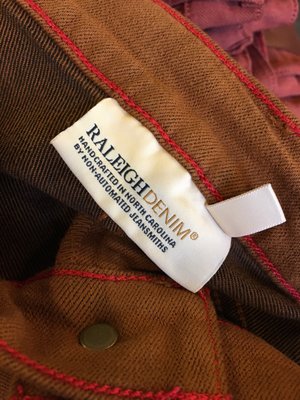 RALEIGHDENIM®
HANDCRAFTED IN NORTH CAROLINA
BY NON-AUTOMATED JEANSMITHS